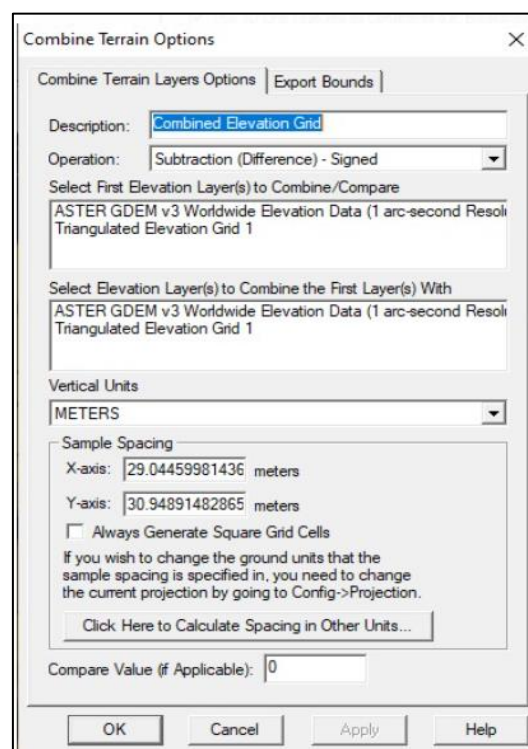 Combine Terrain Options
Combine Terrain Layers Options Export Bounds
Description: Combined Elevation Grid
Operation: Subtraction (Difference) - Signed
Select First Elevation Layer(s) to Combine/Compare
ASTER GDEM v3 Worldwide Elevation Data (1 arc-second Resolu
Triangulated Elevation Grid 1
Select Elevation Layer(s) to Combine the First Layer(s) With
ASTER GDEM v3 Worldwide Elevation Data (1 arc-second Resolu
Triangulated Elevation Grid 1
Vertical Units
METERS
Sample Spacing
X-axis: 29.04459981436 meters
Y-axis: 30.94891482865 meters
Always Generate Square Grid Cells
If you wish to change the ground units that the
sample spacing is specified in, you need to change
the current projection by going to Config->Projection.
Click Here to Calculate Spacing in Other Units...
Compare Value (if Applicable): 0
OK Cancel Apply Help